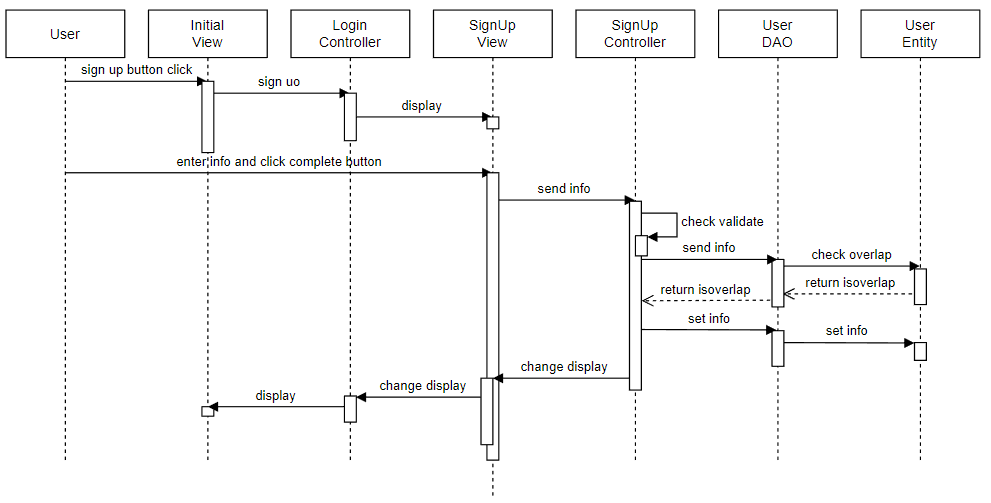 User
Initial
View
Login
Controller
SignUp
View
SignUp
Controller
User
DAO
User
Entity
sign up button click
sign uo
display
enter info and click complete button
send info
check validate
send info
check overlap
return isoverlap
return isoverlap
set info
set info
change display
change display
display